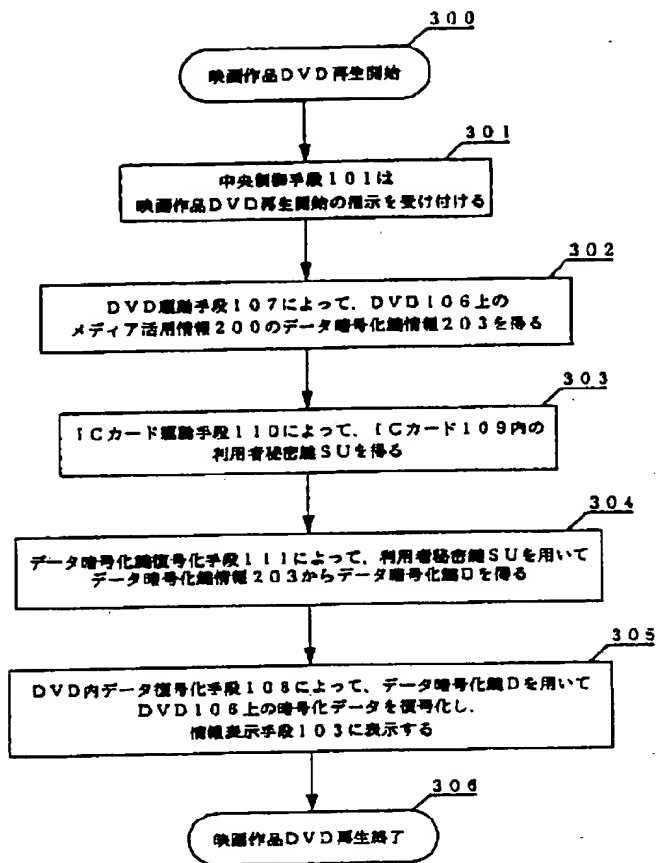 300
映画作品DVD再生開始
301
中央制御手段101は
映画作品DVD再生開始の指示を受け付ける
302
DVD駆動手段107によって、DVD106上の
メディア活用情報200のデータ暗号化鍵情報203を得る
303
ICカード駆動手段110によって、ICカード109内の
利用者秘密鍵SUを得る
304
データ暗号化鍵復号化手段111によって、利用者秘密鍵SUを用いて
データ暗号化鍵情報203からデータ暗号化鍵Dを得る
305
DVD内データ復号化手段108によって、データ暗号化鍵Dを用いて
DVD106上の暗号化データを復号化し、
情報表示手段103に表示する
306
映画作品DVD再生終了